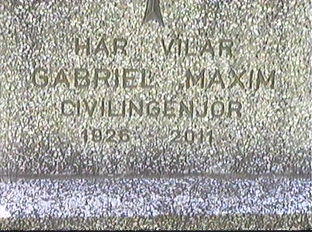 HÄR VILAR
GABRIEL MAXIM
CIVILINGENJÖR
1926 2011